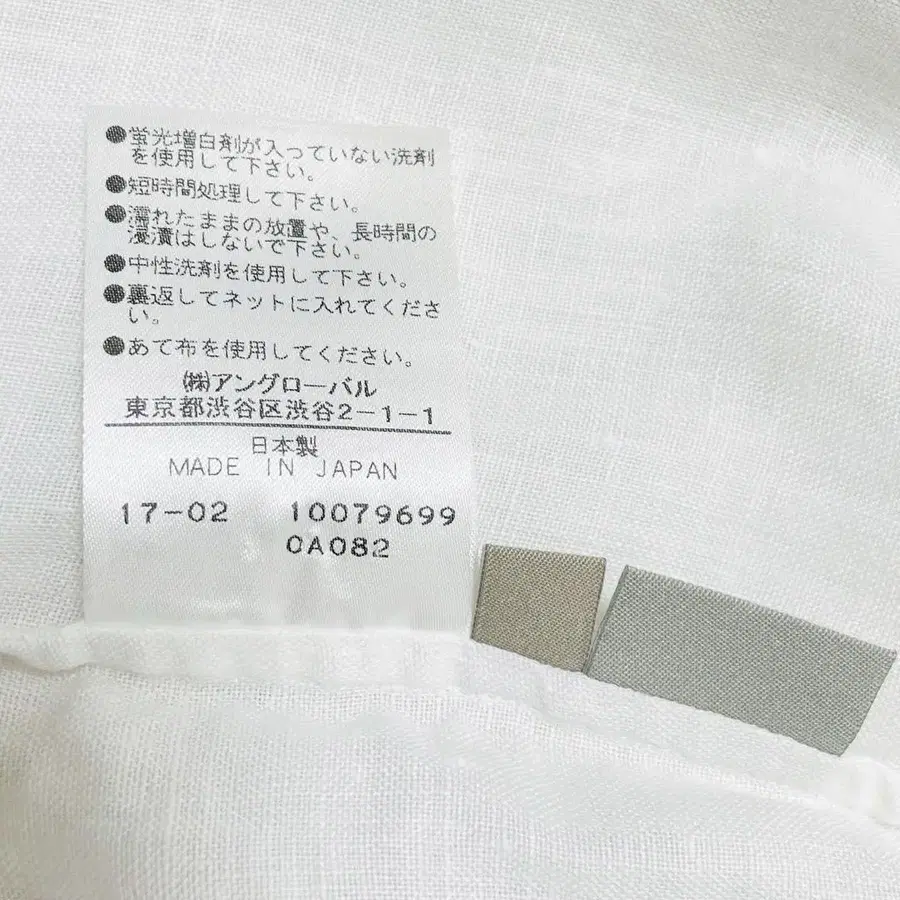 ●蛍光増白剤が入っていない洗剤
を使用して下さい。
●短時間処理して下さい。
●濡れたままの放置や、長時間の
浸漬はしないで下さい。
●中性洗剤を使用して下さい。
●裏返してネットに入れてくださ
い。
●あて布を使用してください。
㈱アングローバル
東京都渋谷区渋谷2-1-1
日本製
MADE IN JAPAN
17-02 10079699
0A082